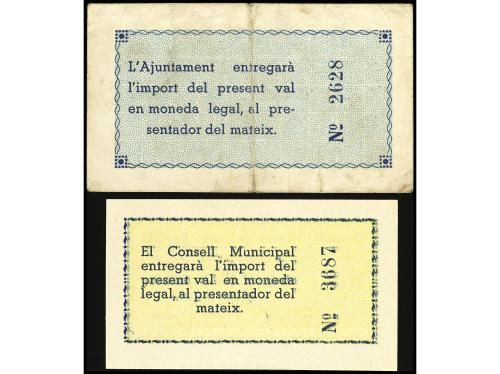 L'Ajuntament entregarà
l'import del present val
en moneda legal, al pre-
sentador del mateix.
Nº 2628
El Consell Municipal
entregarà l'import del
present val en moneda
legal, al presentador del
mateix.
Nº 3687